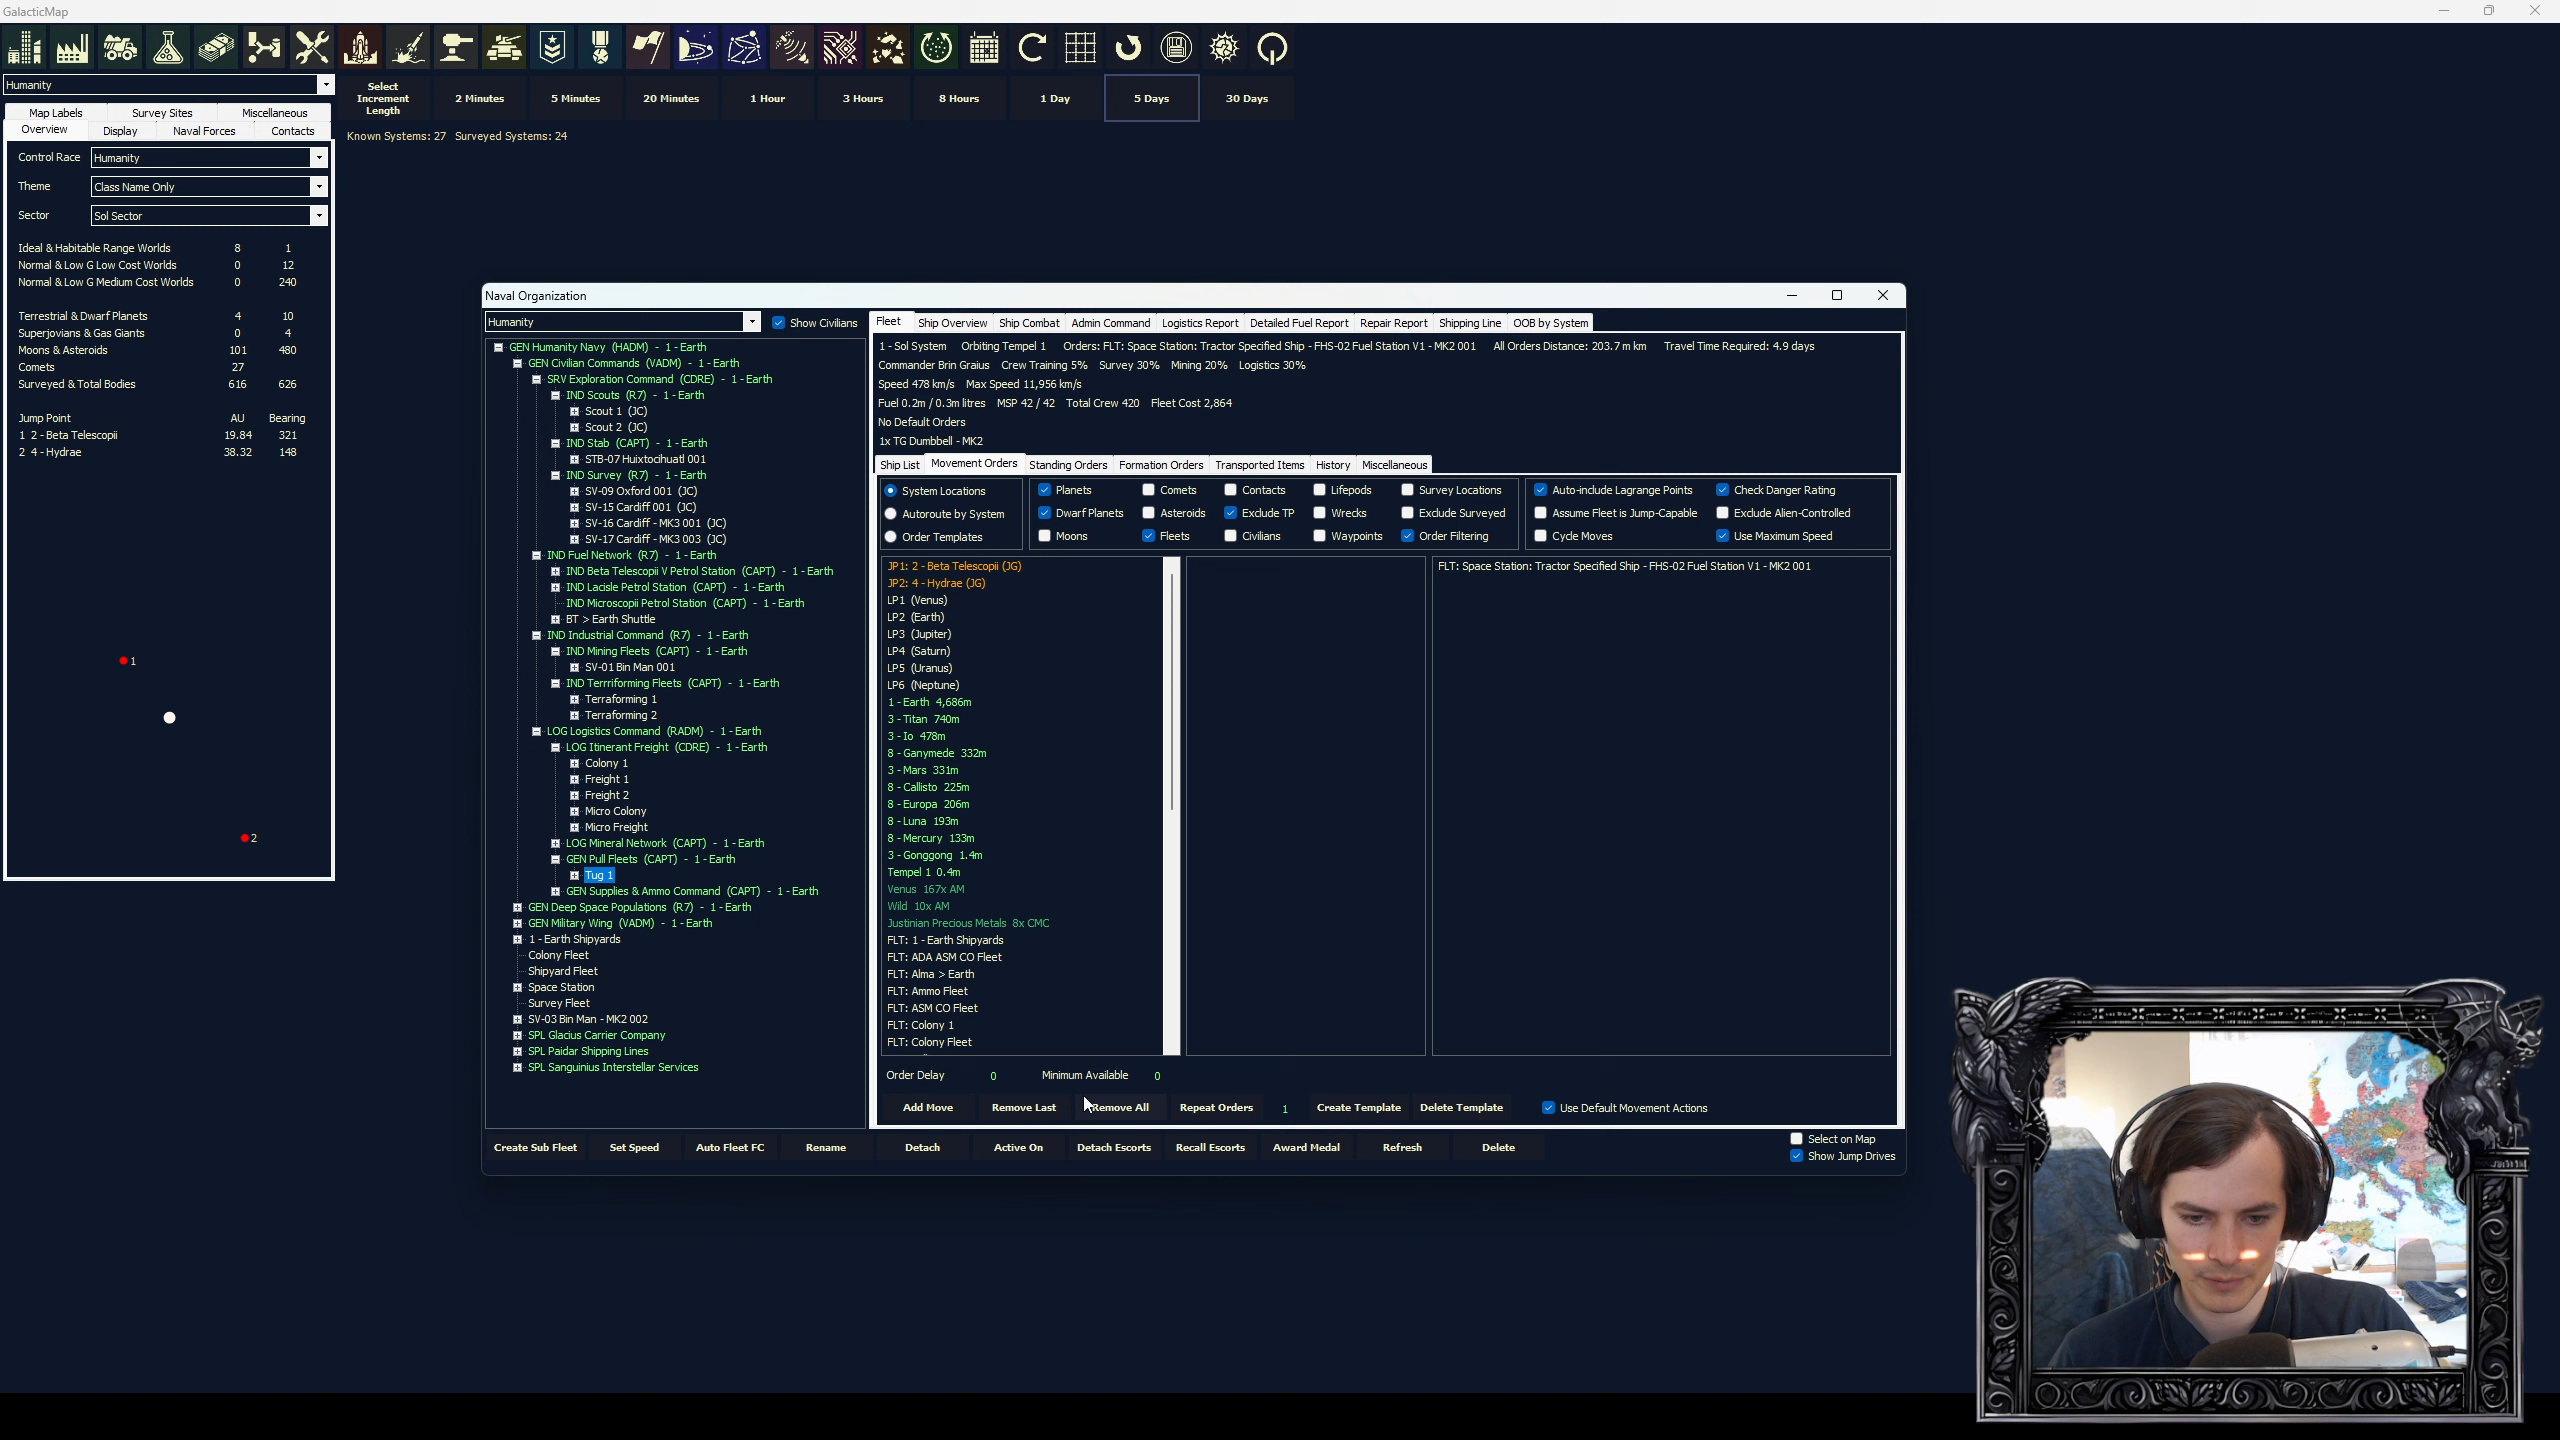 GalacticMap
Humanity
Select Increment Length
2 Minutes
5 Minutes
20 Minutes
1 Hour
3 Hours
8 Hours
1 Day
5 Days
30 Days
Map Labels
Survey Sites
Miscellaneous
Overview
Display
Naval Forces
Contacts
Known Systems: 27 Surveyed Systems: 24
Control Race Humanity
Theme Class Name Only
Sector Sol Sector
Ideal & Habitable Range Worlds 8 1
Normal & Low G Low Cost Worlds 0 12
Normal & Low G Medium Cost Worlds 0 240
Terrestrial & Dwarf Planets 4 10
Superjovians & Gas Giants 0 4
Moons & Asteroids 101 480
Comets 27
Surveyed & Total Bodies 616 626
Jump Point AU Bearing
1 2 - Beta Telescopii 19.84 321
2 4 - Hydrae 38.32 148
1
2
Naval Organization
Humanity
Show Civilians
GEN Humanity Navy (HADM) - 1 - Earth
GEN Civilian Commands (VADM) - 1 - Earth
SRV Exploration Command (CDRE) - 1 - Earth
IND Scouts (R7) - 1 - Earth
Scout 1 (JC)
Scout 2 (JC)
IND Stab (CAPT) - 1 - Earth
STB-07 Huixtocihuatl 001
IND Survey (R7) - 1 - Earth
SV-09 Oxford 001 (JC)
SV-15 Cardiff 001 (JC)
SV-16 Cardiff - MK3 001 (JC)
SV-17 Cardiff - MK3 003 (JC)
IND Fuel Network (R7) - 1 - Earth
IND Beta Telescopii V Petrol Station (CAPT) - 1 - Earth
IND Lacisle Petrol Station (CAPT) - 1 - Earth
IND Microscopii Petrol Station (CAPT) - 1 - Earth
BT > Earth Shuttle
IND Industrial Command (R7) - 1 - Earth
IND Mining Fleets (CAPT) - 1 - Earth
SV-01 Bin Man 001
IND Terrriforming Fleets (CAPT) - 1 - Earth
Terraforming 1
Terraforming 2
LOG Logistics Command (RADM) - 1 - Earth
LOG Itinerant Freight (CDRE) - 1 - Earth
Colony 1
Freight 1
Freight 2
Micro Colony
Micro Freight
LOG Mineral Network (CAPT) - 1 - Earth
GEN Pull Fleets (CAPT) - 1 - Earth
Tug 1
GEN Supplies & Ammo Command (CAPT) - 1 - Earth
GEN Deep Space Populations (R7) - 1 - Earth
GEN Military Wing (VADM) - 1 - Earth
1 - Earth Shipyards
Colony Fleet
Shipyard Fleet
Space Station
Survey Fleet
SV-03 Bin Man - MK2 002
SPL Glacius Carrier Company
SPL Paidar Shipping Lines
SPL Sanguinius Interstellar Services
Fleet
Ship Overview
Ship Combat
Admin Command
Logistics Report
Detailed Fuel Report
Repair Report
Shipping Line
OOB by System
1 - Sol System Orbiting Tempel 1 Orders: FLT: Space Station: Tractor Specified Ship - FHS-02 Fuel Station V1 - MK2 001 All Orders Distance: 203.7 m km Travel Time Required: 4.9 days
Commander Brin Graius Crew Training 5% Survey 30% Mining 20% Logistics 30%
Speed 478 km/s Max Speed 11,956 km/s
Fuel 0.2m / 0.3m litres MSP 42 / 42 Total Crew 420 Fleet Cost 2,864
No Default Orders
1x TG Dumbbell - MK2
Ship List
Movement Orders
Standing Orders
Formation Orders
Transported Items
History
Miscellaneous
System Locations
Autoroute by System
Order Templates
Planets
Comets
Contacts
Lifepods
Survey Locations
Dwarf Planets
Asteroids
Exclude TP
Wrecks
Exclude Surveyed
Moons
Fleets
Civilians
Waypoints
Order Filtering
Auto-include Lagrange Points
Check Danger Rating
Assume Fleet is Jump-Capable
Exclude Alien-Controlled
Cycle Moves
Use Maximum Speed
JP1: 2 - Beta Telescopii (JG)
JP2: 4 - Hydrae (JG)
LP1 (Venus)
LP2 (Earth)
LP3 (Jupiter)
LP4 (Saturn)
LP5 (Uranus)
LP6 (Neptune)
1 - Earth 4,686m
3 - Titan 740m
3 - Io 478m
8 - Ganymede 332m
3 - Mars 331m
8 - Callisto 225m
8 - Europa 206m
8 - Luna 193m
8 - Mercury 133m
3 - Gonggong 1.4m
Tempel 1 0.4m
Venus 167x AM
Wild 10x AM
Justinian Precious Metals 8x CMC
FLT: 1 - Earth Shipyards
FLT: ADA ASM CO Fleet
FLT: Alma > Earth
FLT: Ammo Fleet
FLT: ASM CO Fleet
FLT: Colony 1
FLT: Colony Fleet
FLT: Space Station: Tractor Specified Ship - FHS-02 Fuel Station V1 - MK2 001
Order Delay 0
Minimum Available 0
Add Move
Remove Last
Remove All
Repeat Orders
1
Create Template
Delete Template
Use Default Movement Actions
Create Sub Fleet
Set Speed
Auto Fleet FC
Rename
Detach
Active On
Detach Escorts
Recall Escorts
Award Medal
Refresh
Delete
Select on Map
Show Jump Drives